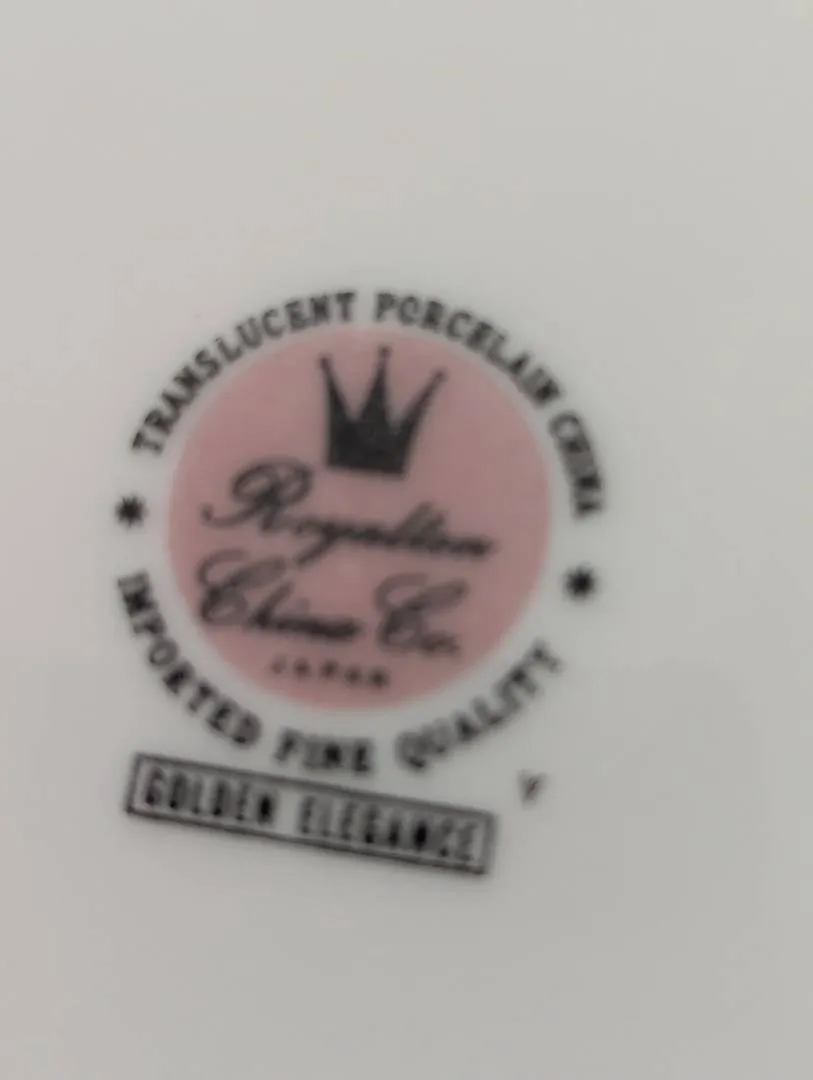 TRANSLUCENT PORCELAIN CHINA
Royalton
China Co.
JAPAN
IMPORTED FINE QUALITY
GOLDEN ELEGANCE